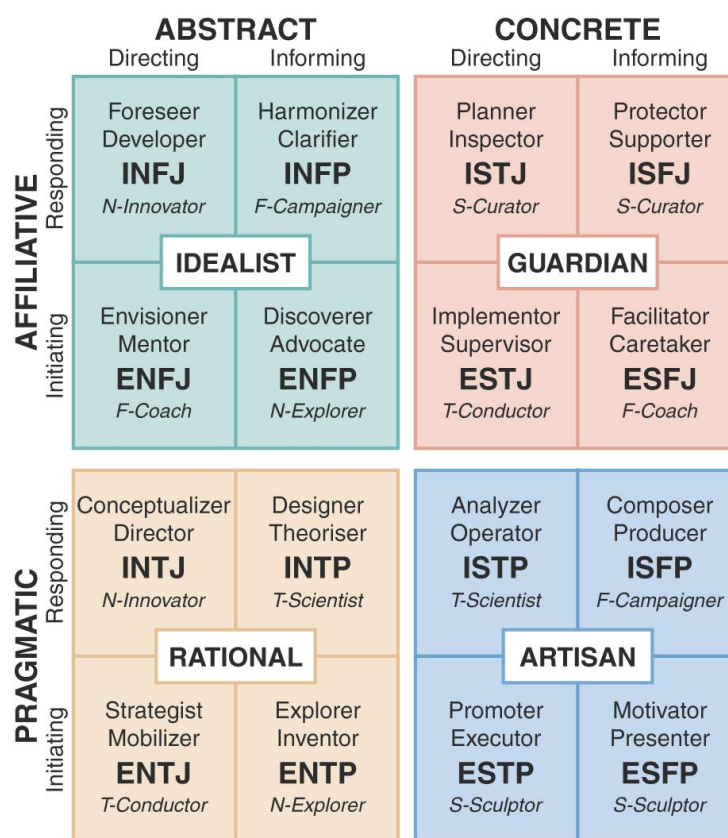 ABSTRACT
CONCRETE
Directing
Informing
Directing
Informing
AFFILIATIVE
Responding
Foreseer
Developer
INFJ
N-Innovator
Harmonizer
Clarifier
INFP
F-Campaigner
Planner
Inspector
ISTJ
S-Curator
Protector
Supporter
ISFJ
S-Curator
IDEALIST
GUARDIAN
Initiating
Envisioner
Mentor
ENFJ
F-Coach
Discoverer
Advocate
ENFP
N-Explorer
Implementor
Supervisor
ESTJ
T-Conductor
Facilitator
Caretaker
ESFJ
F-Coach
PRAGMATIC
Responding
Conceptualizer
Director
INTJ
N-Innovator
Designer
Theoriser
INTP
T-Scientist
Analyzer
Operator
ISTP
T-Scientist
Composer
Producer
ISFP
F-Campaigner
RATIONAL
ARTISAN
Initiating
Strategist
Mobilizer
ENTJ
T-Conductor
Explorer
Inventor
ENTP
N-Explorer
Promoter
Executor
ESTP
S-Sculptor
Motivator
Presenter
ESFP
S-Sculptor